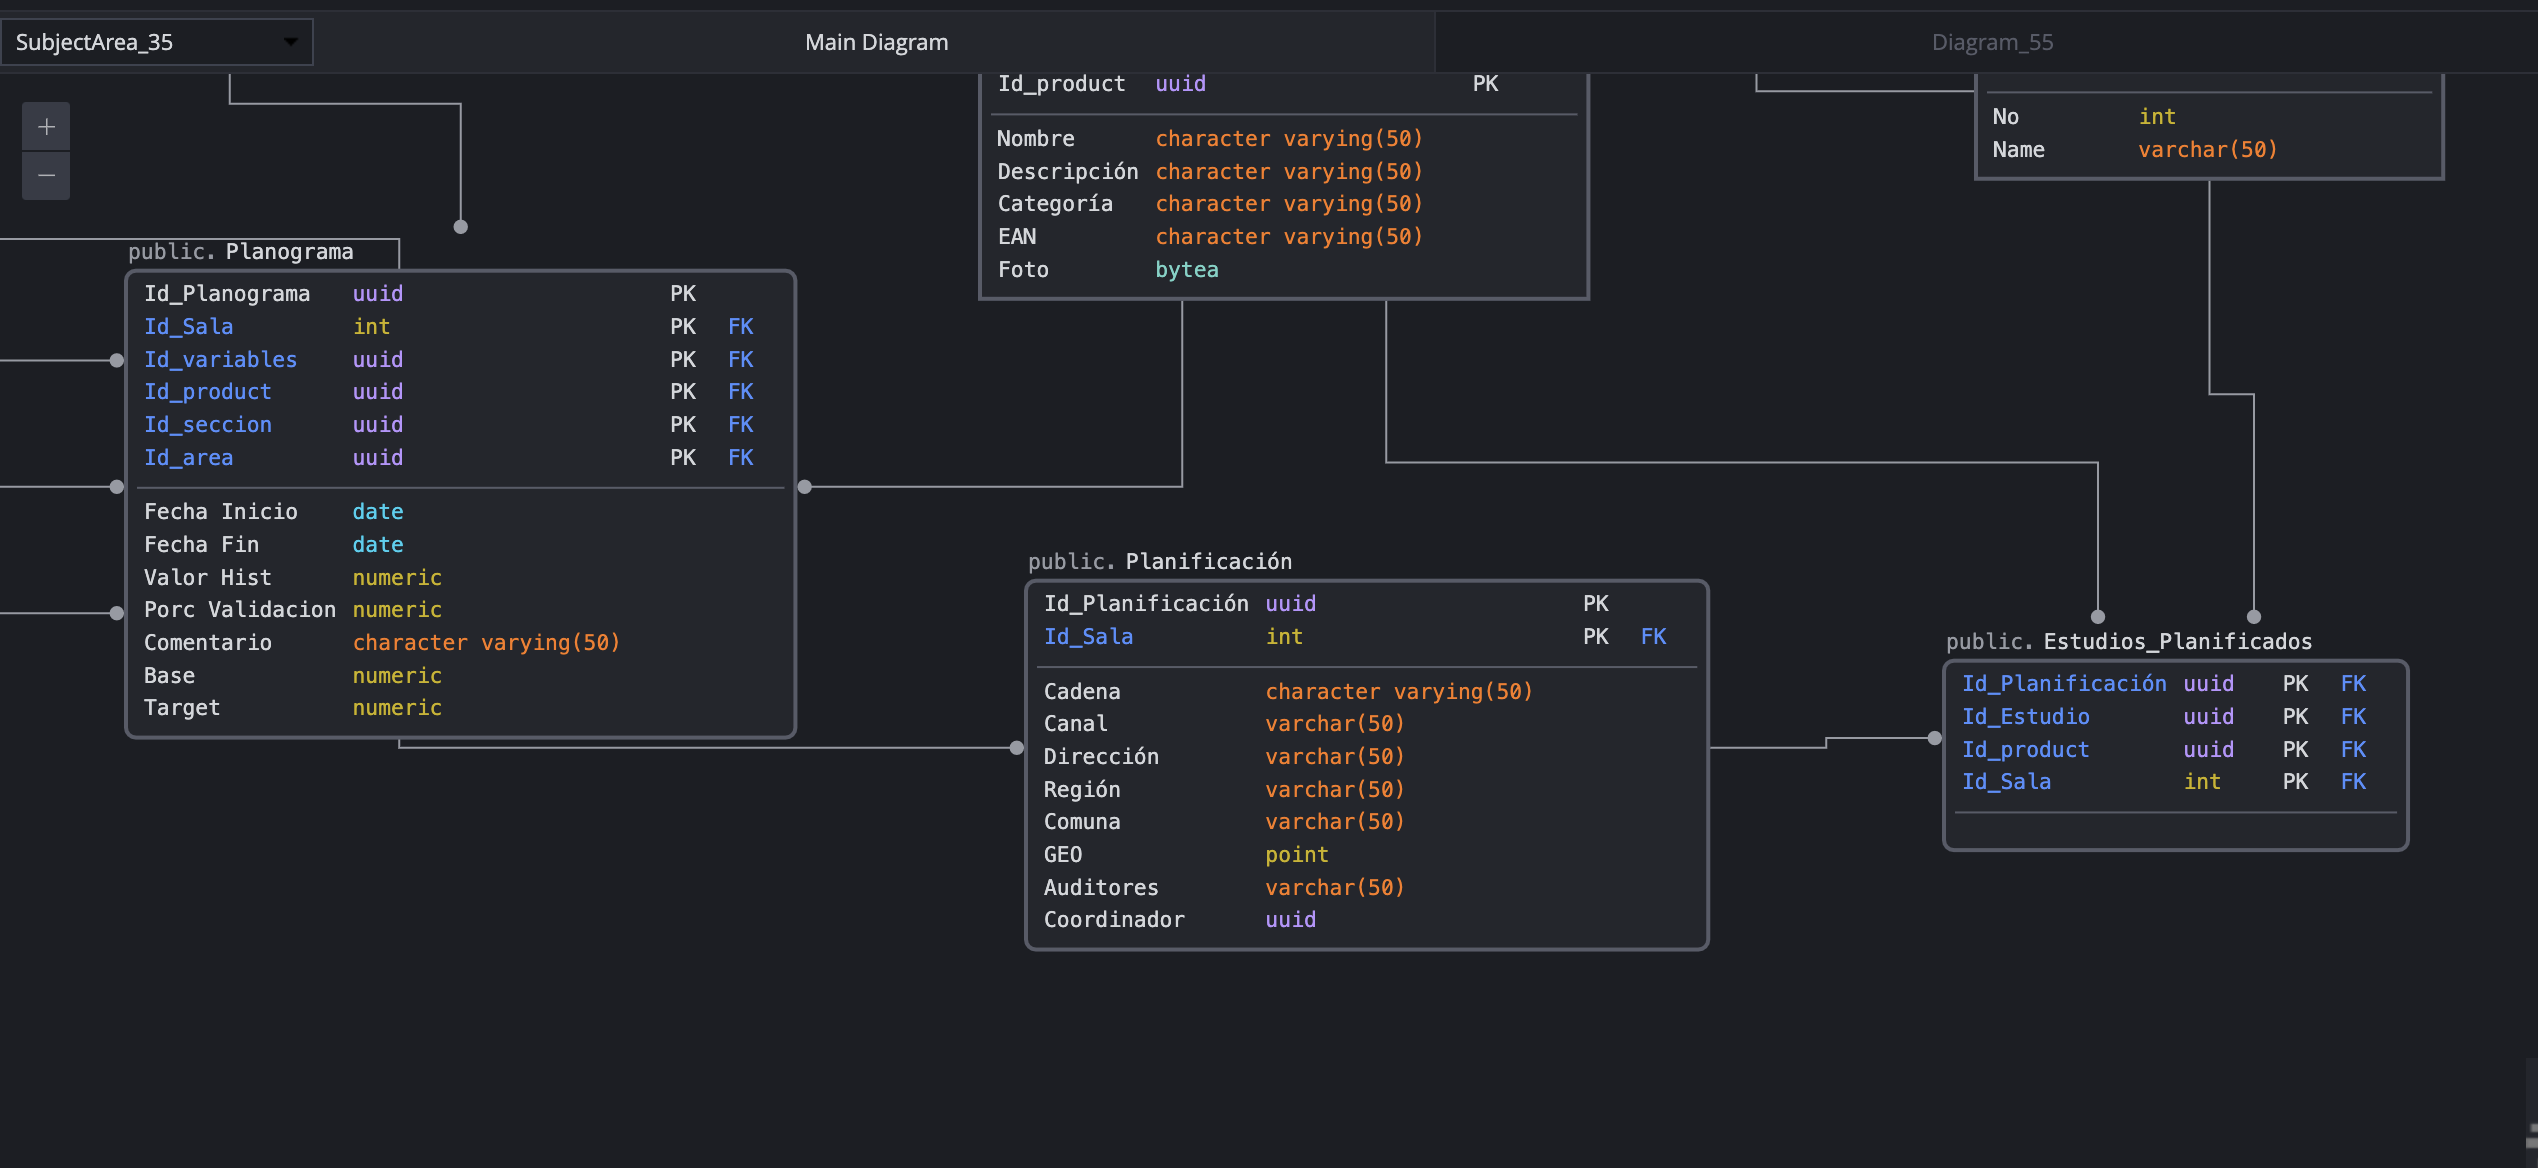 SubjectArea_35
Main Diagram
Diagram_55
+
−
Id_product uuid PK
Nombre character varying(50)
Descripción character varying(50)
Categoría character varying(50)
EAN character varying(50)
Foto bytea
No int
Name varchar(50)
public. Planograma
Id_Planograma uuid PK
Id_Sala int PK FK
Id_variables uuid PK FK
Id_product uuid PK FK
Id_seccion uuid PK FK
Id_area uuid PK FK
Fecha Inicio date
Fecha Fin date
Valor Hist numeric
Porc Validacion numeric
Comentario character varying(50)
Base numeric
Target numeric
public. Planificación
Id_Planificación uuid PK
Id_Sala int PK FK
Cadena character varying(50)
Canal varchar(50)
Dirección varchar(50)
Región varchar(50)
Comuna varchar(50)
GEO point
Auditores varchar(50)
Coordinador uuid
public. Estudios_Planificados
Id_Planificación uuid PK FK
Id_Estudio uuid PK FK
Id_product uuid PK FK
Id_Sala int PK FK